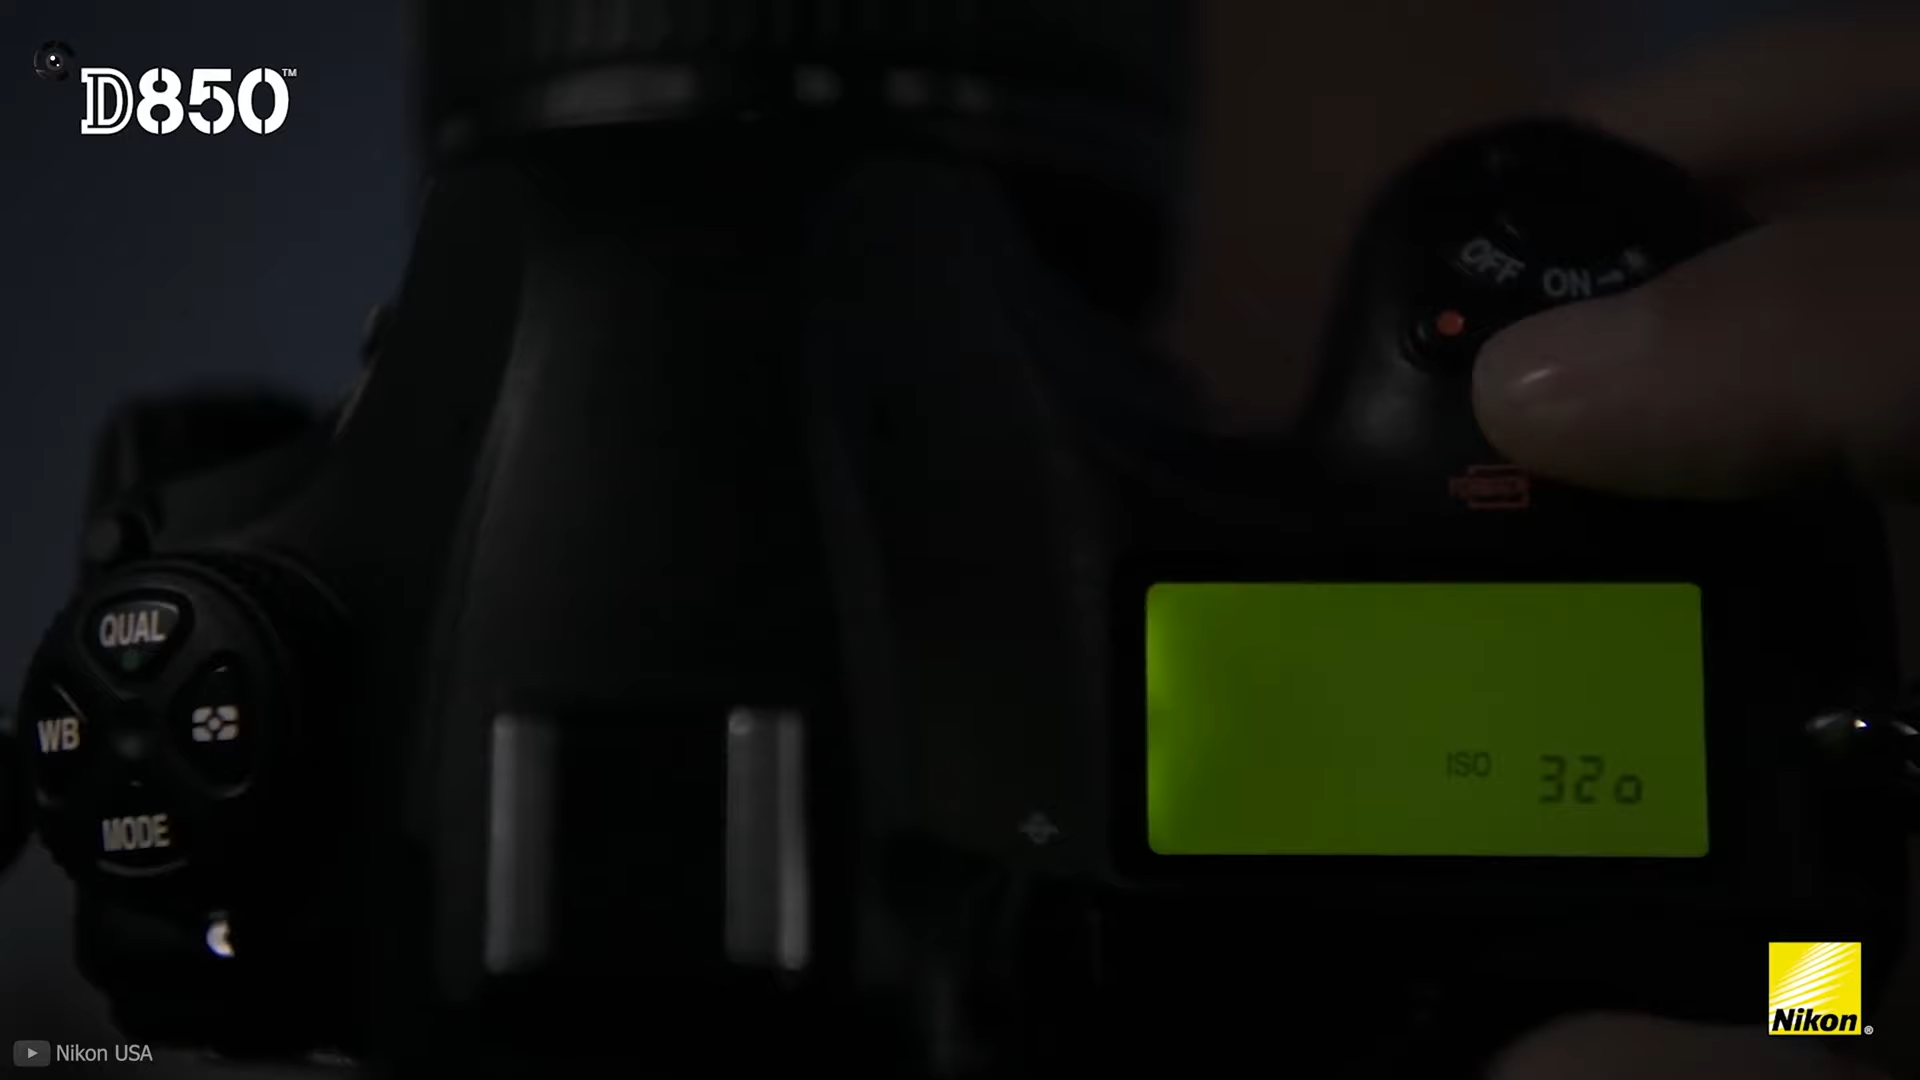 D850™
OFF ON
QUAL
WB
MODE
ISO 320
Nikon®
Nikon USA